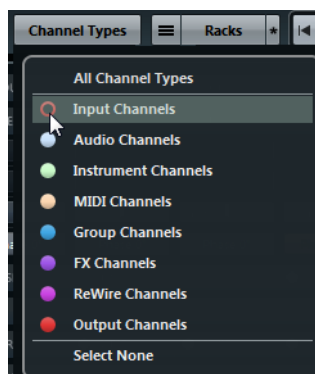 Channel Types Racks *
All Channel Types
Input Channels
Audio Channels
Instrument Channels
MIDI Channels
Group Channels
FX Channels
ReWire Channels
Output Channels
Select None